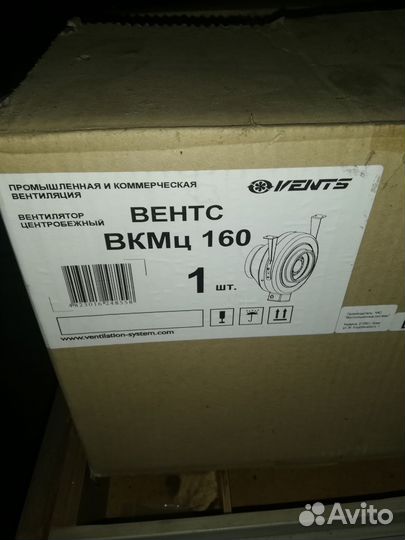 ПРОМЫШЛЕННАЯ И КОММЕРЧЕСКАЯ
ВЕНТИЛЯЦИЯ
VENTS
ВЕНТИЛЯТОР
ЦЕНТРОБЕЖНЫЙ
ВЕНТС
ВКМц 160
1 шт.
www.ventilation-system.com
Avito